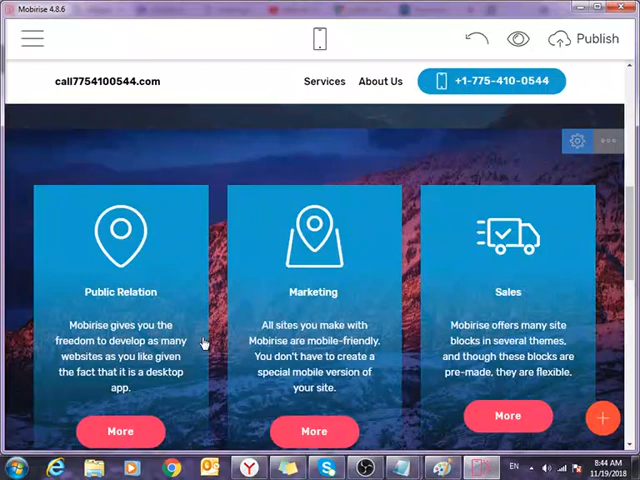 Mobirise 4.8.6
Publish
call7754100544.com
Services
About Us
+1-775-410-0544
Public Relation
Mobirise gives you the
freedom to develop as many
websites as you like given
the fact that it is a desktop
app.
More
Marketing
All sites you make with
Mobirise are mobile-friendly.
You don't have to create a
special mobile version of
your site.
More
Sales
Mobirise offers many site
blocks in several themes,
and though these blocks are
pre-made, they are flexible.
More
EN
8:44 AM
11/19/2018